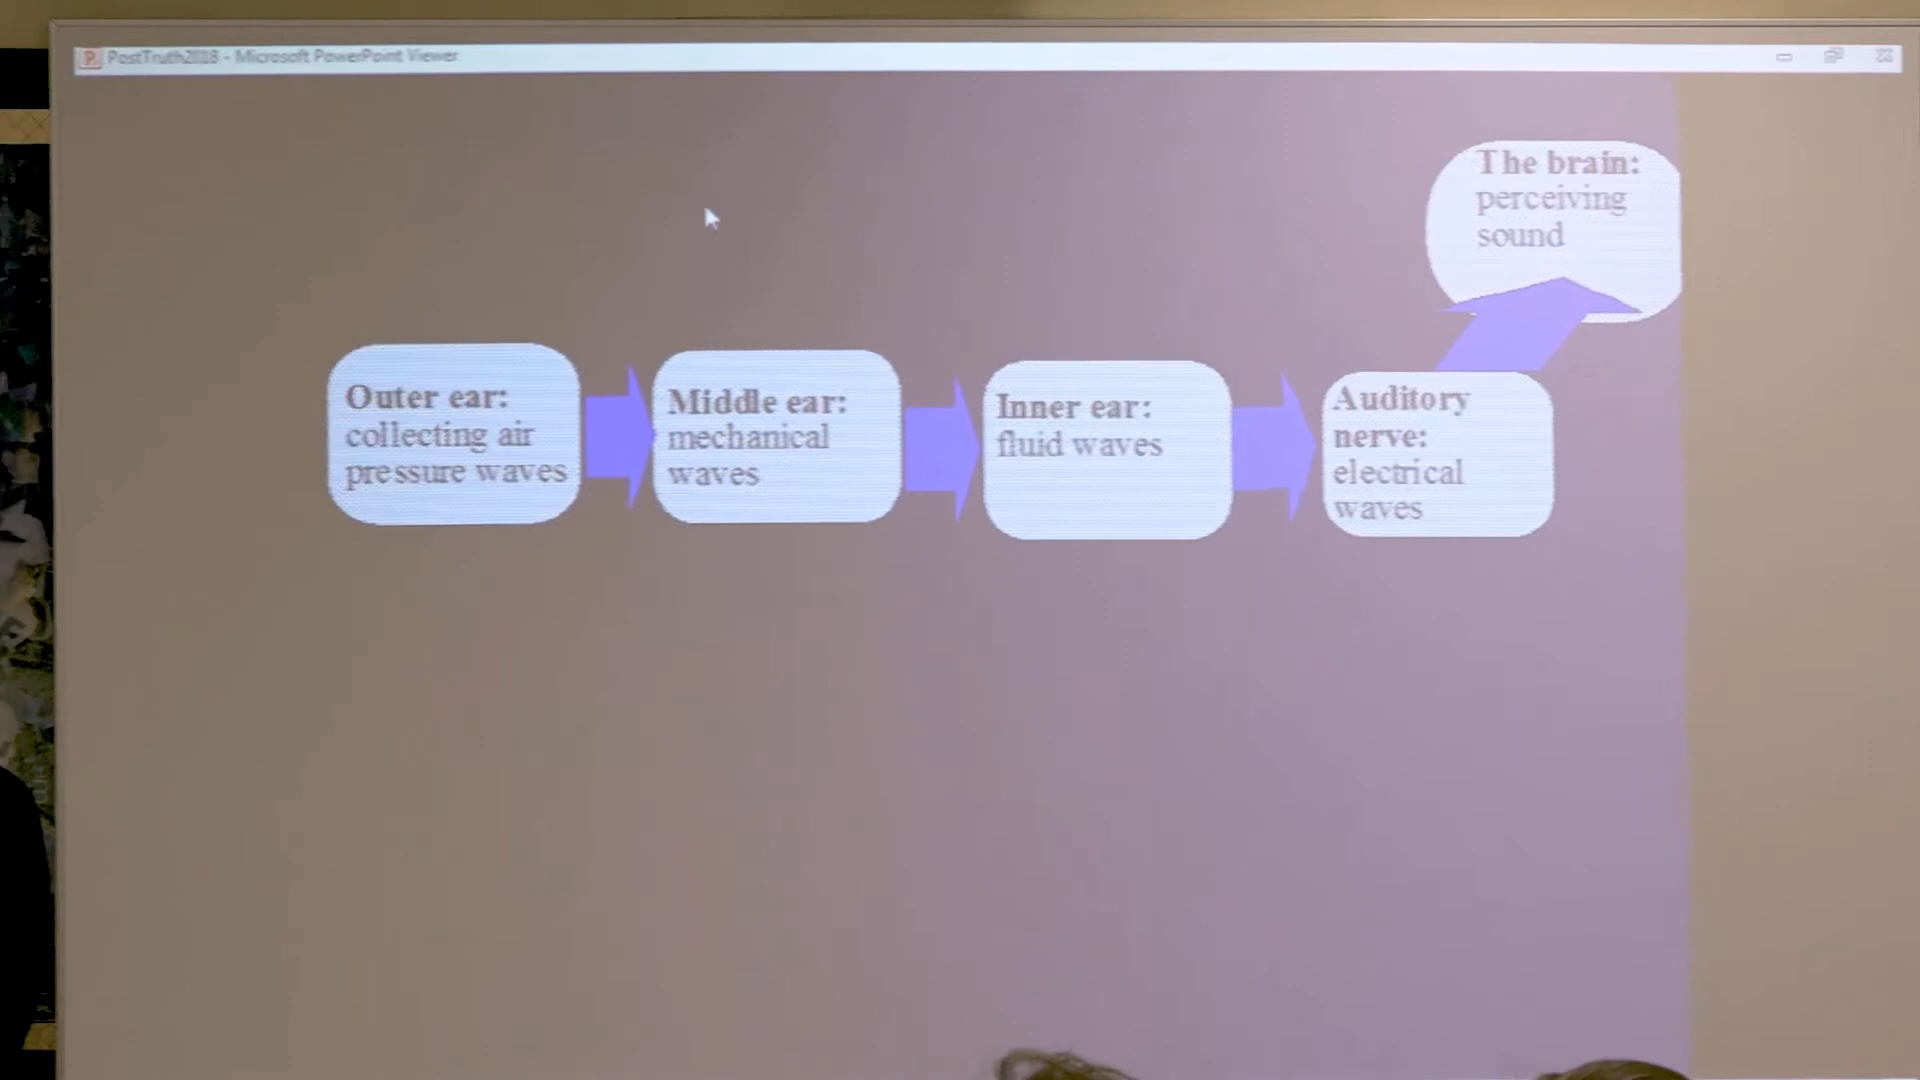 PostTruth2018 - Microsoft PowerPoint Viewer
The brain:
perceiving
sound
Outer ear:
collecting air
pressure waves
Middle ear:
mechanical
waves
Inner ear:
fluid waves
Auditory
nerve:
electrical
waves